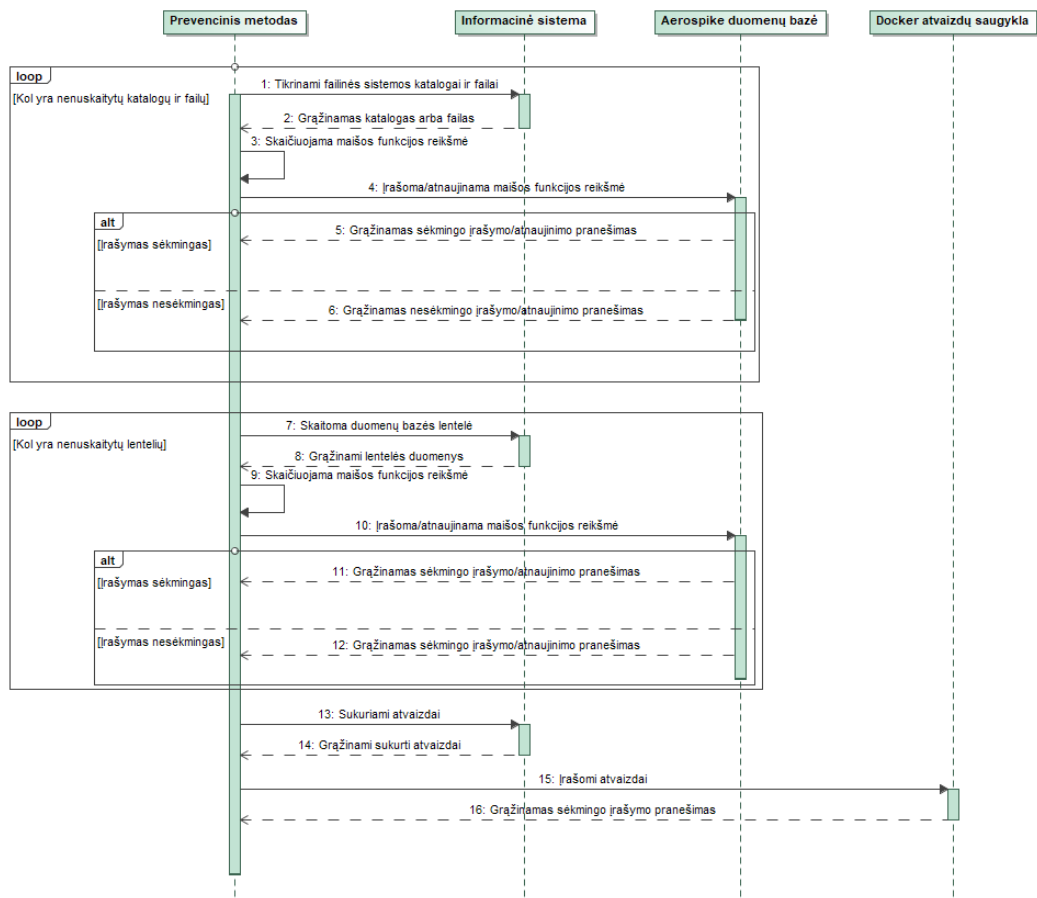 Prevencinis metodas
Informacinė sistema
Aerospike duomenų bazė
Docker atvaizdų saugykla
loop
[Kol yra nenuskaitytų katalogų ir failų]
1: Tikrinami failinės sistemos katalogai ir failai
2: Grąžinamas katalogas arba failas
3: Skaičiuojama maišos funkcijos reikšmė
4: Įrašoma/atnaujinama maišos funkcijos reikšmė
alt
[Įrašymas sėkmingas]
5: Grąžinamas sėkmingo įrašymo/atnaujinimo pranešimas
[Įrašymas nesėkmingas]
6: Grąžinamas nesėkmingo įrašymo/atnaujinimo pranešimas
loop
[Kol yra nenuskaitytų lentelių]
7: Skaitoma duomenų bazės lentelė
8: Grąžinami lentelės duomenys
9: Skaičiuojama maišos funkcijos reikšmė
10: Įrašoma/atnaujinama maišos funkcijos reikšmė
alt
[Įrašymas sėkmingas]
11: Grąžinamas sėkmingo įrašymo/atnaujinimo pranešimas
[Įrašymas nesėkmingas]
12: Grąžinamas sėkmingo įrašymo/atnaujinimo pranešimas
13: Sukuriami atvaizdai
14: Grąžinami sukurti atvaizdai
15: Įrašomi atvaizdai
16: Grąžinamas sėkmingo įrašymo pranešimas